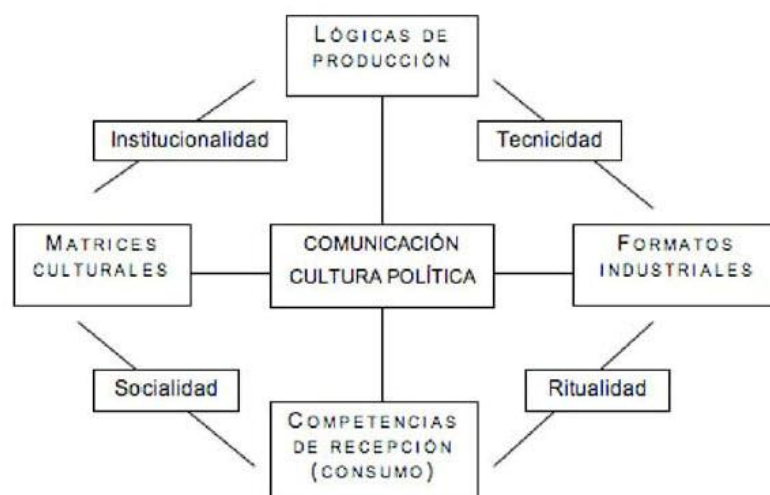 LÓGICAS DE
PRODUCCIÓN
Institucionalidad
Tecnicidad
MATRICES
CULTURALES
COMUNICACIÓN
CULTURA POLÍTICA
FORMATOS
INDUSTRIALES
Socialidad
Ritualidad
COMPETENCIAS
DE RECEPCIÓN
(CONSUMO)